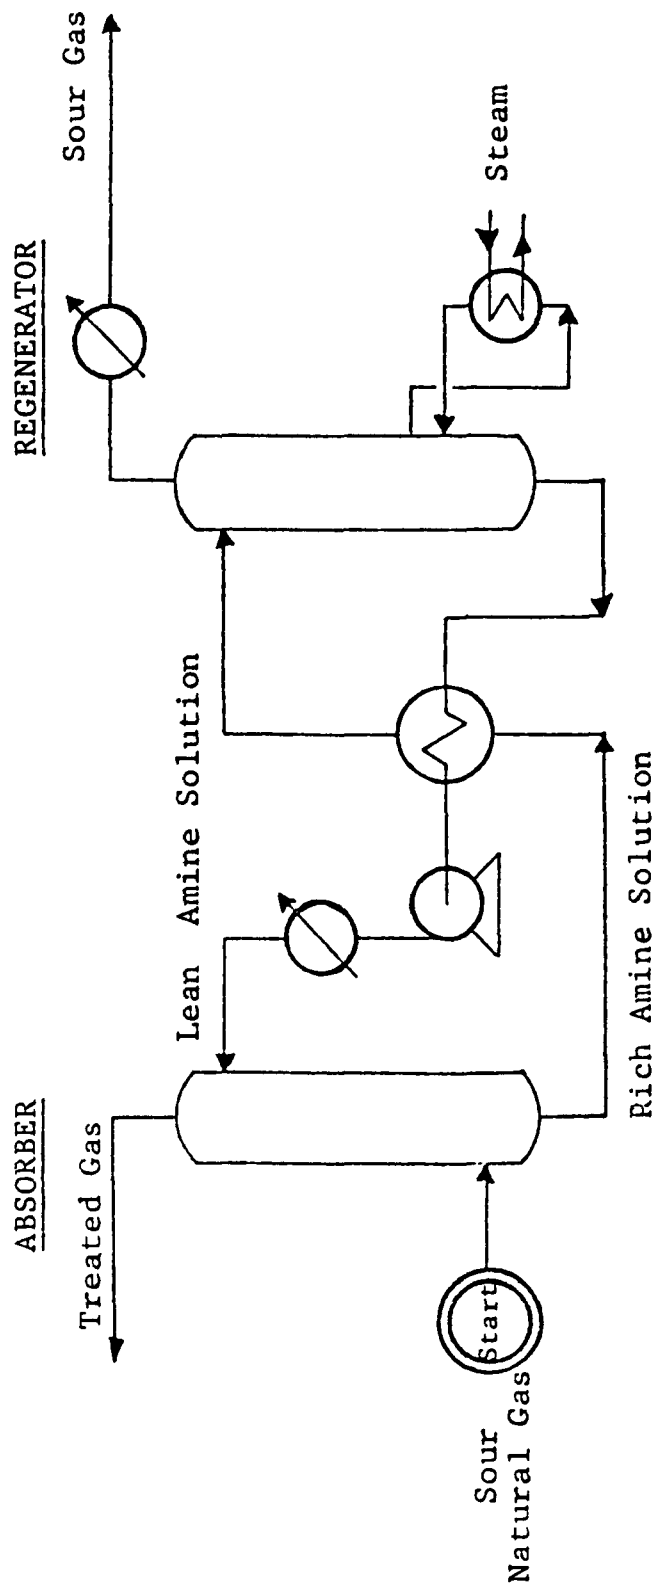 ABSORBER
REGENERATOR
Treated Gas
Sour Gas
Lean Amine Solution
Steam
Start
Sour
Natural Gas
Rich Amine Solution